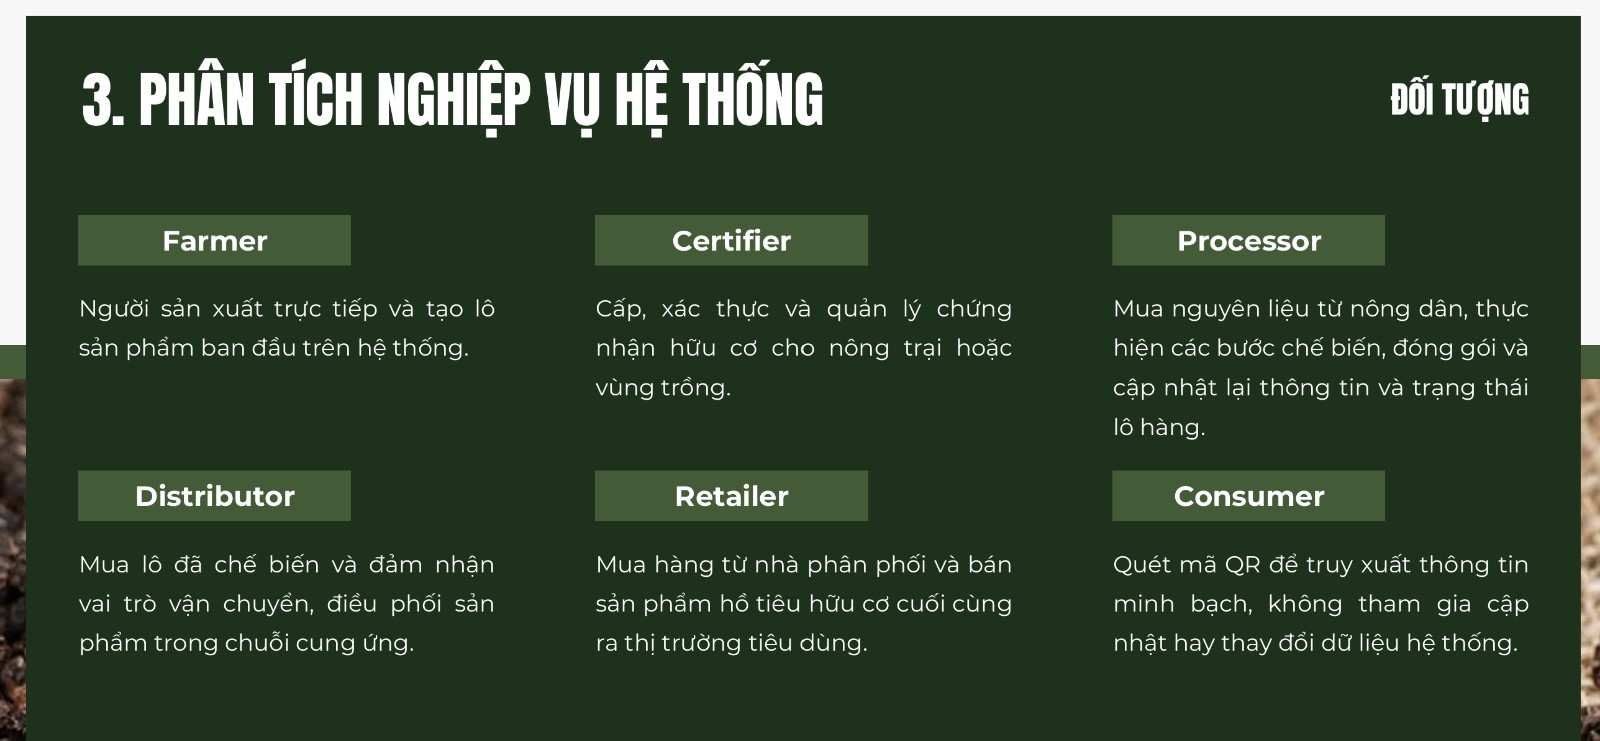 3. PHÂN TÍCH NGHIỆP VỤ HỆ THỐNG
ĐỐI TƯỢNG
Farmer
Người sản xuất trực tiếp và tạo lô
sản phẩm ban đầu trên hệ thống.
Certifier
Cấp, xác thực và quản lý chứng
nhận hữu cơ cho nông trại hoặc
vùng trồng.
Processor
Mua nguyên liệu từ nông dân, thực
hiện các bước chế biến, đóng gói và
cập nhật lại thông tin và trạng thái
lô hàng.
Distributor
Mua lô đã chế biến và đảm nhận
vai trò vận chuyển, điều phối sản
phẩm trong chuỗi cung ứng.
Retailer
Mua hàng từ nhà phân phối và bán
sản phẩm hồ tiêu hữu cơ cuối cùng
ra thị trường tiêu dùng.
Consumer
Quét mã QR để truy xuất thông tin
minh bạch, không tham gia cập
nhật hay thay đổi dữ liệu hệ thống.